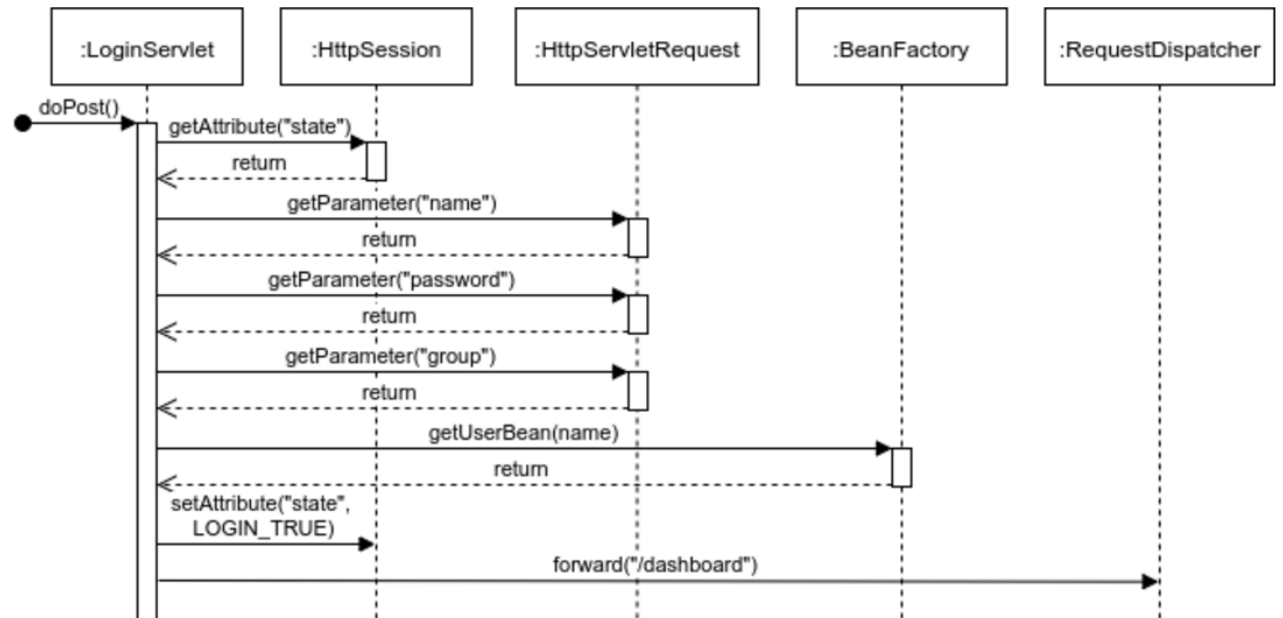 :LoginServlet
:HttpSession
:HttpServletRequest
:BeanFactory
:RequestDispatcher
doPost()
getAttribute("state")
return
getParameter("name")
return
getParameter("password")
return
getParameter("group")
return
getUserBean(name)
return
setAttribute("state",
LOGIN_TRUE)
forward("/dashboard")